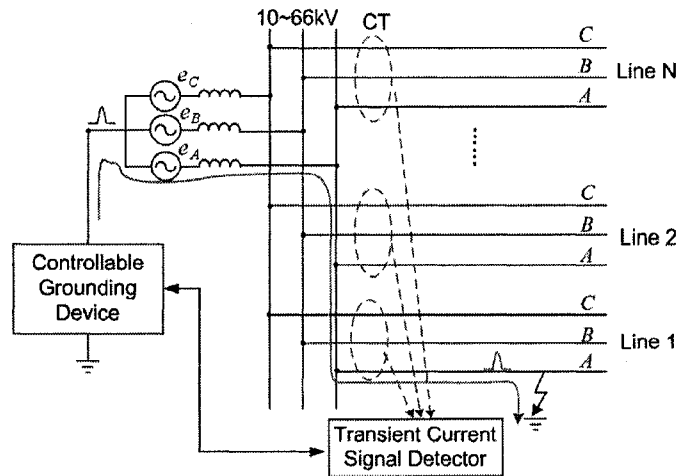 10~66kV
CT
C
B
Line N
A
e_C
e_B
e_A
C
B
Line 2
A
Controllable
Grounding
Device
C
B
Line 1
A
Transient Current
Signal Detector